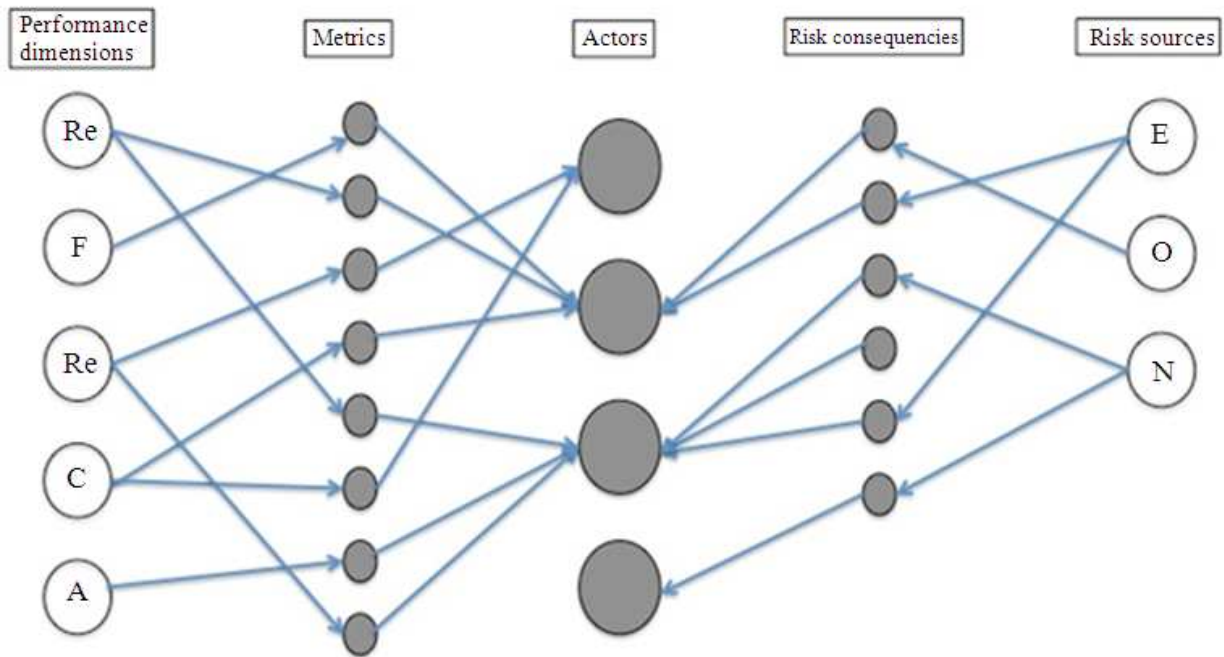 Performance
dimensions
Metrics
Actors
Risk consequencies
Risk sources
Re
F
Re
C
A
E
O
N